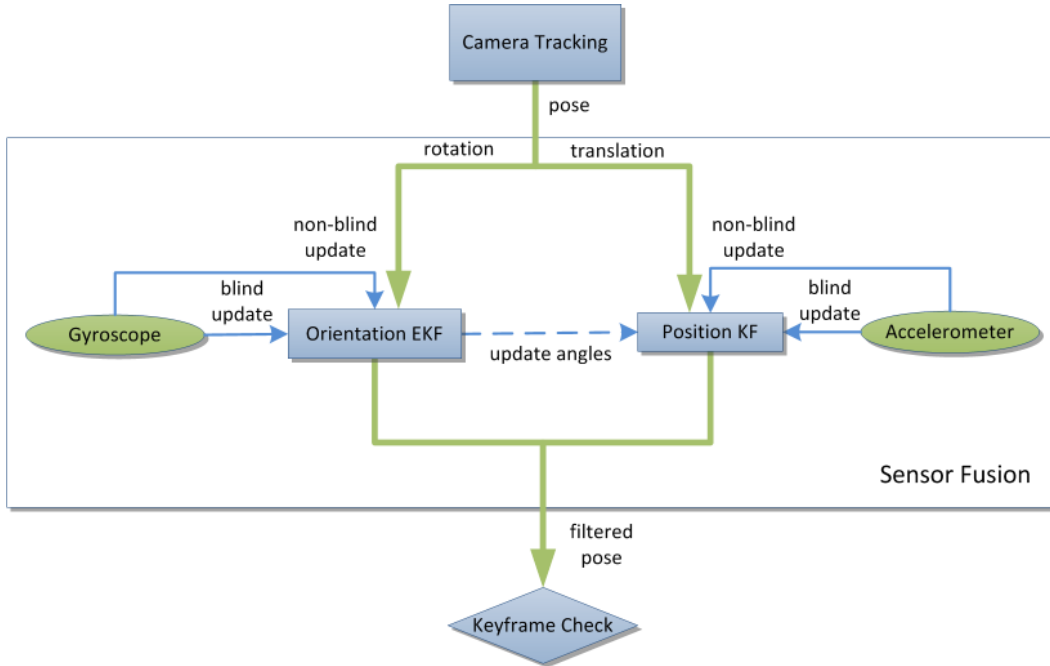 Camera Tracking
pose
rotation
translation
non-blind
update
non-blind
update
blind
update
blind
update
Gyroscope
Orientation EKF
update angles
Position KF
Accelerometer
Sensor Fusion
filtered
pose
Keyframe Check